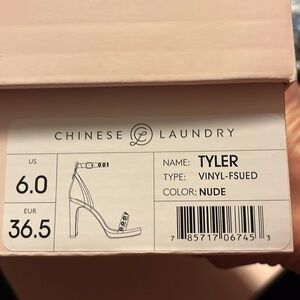 CHINESE LAUNDRY
US
6.0
EUR
36.5
NAME: TYLER
TYPE: VINYL-FSUED
COLOR: NUDE
7 85717 06745 3